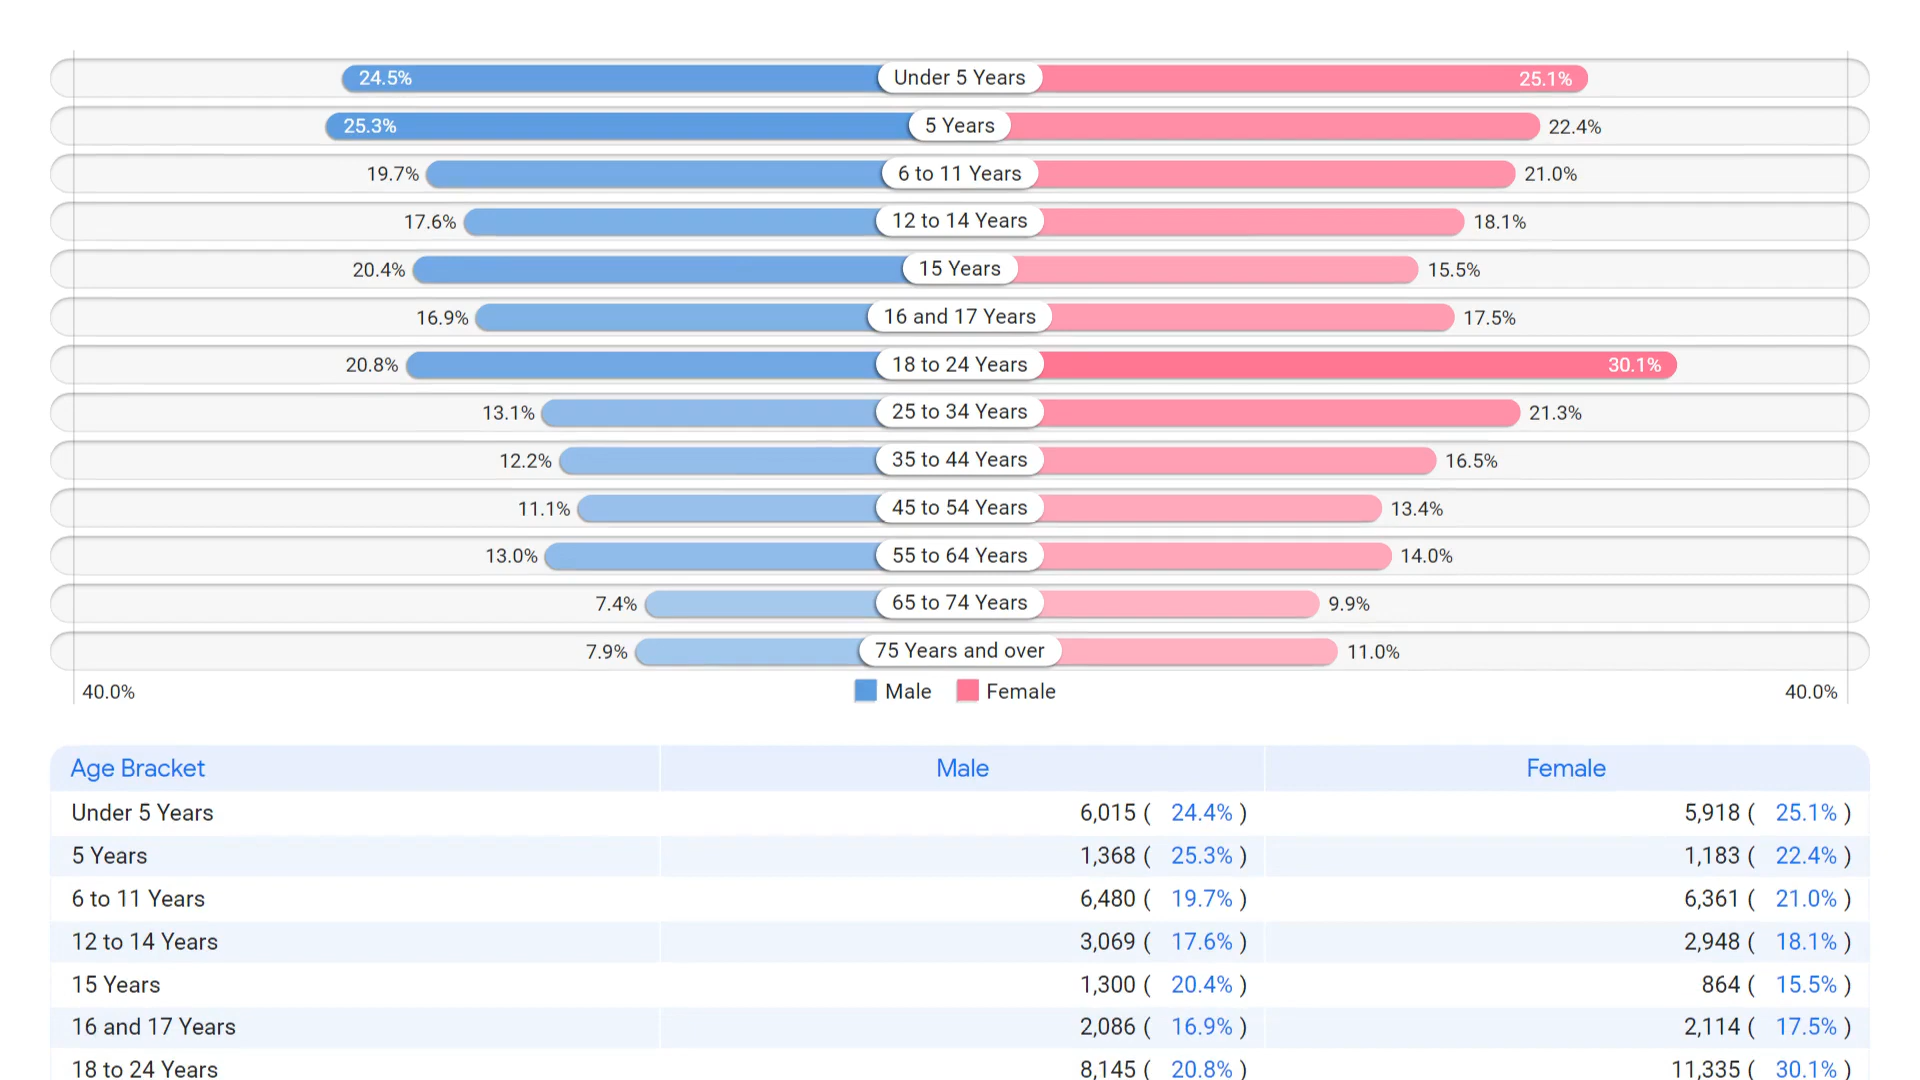 24.5% Under 5 Years 25.1%
25.3% 5 Years 22.4%
19.7% 6 to 11 Years 21.0%
17.6% 12 to 14 Years 18.1%
20.4% 15 Years 15.5%
16.9% 16 and 17 Years 17.5%
20.8% 18 to 24 Years 30.1%
13.1% 25 to 34 Years 21.3%
12.2% 35 to 44 Years 16.5%
11.1% 45 to 54 Years 13.4%
13.0% 55 to 64 Years 14.0%
7.4% 65 to 74 Years 9.9%
7.9% 75 Years and over 11.0%
40.0% Male Female 40.0%
Age Bracket Male Female
Under 5 Years 6,015 ( 24.4% ) 5,918 ( 25.1% )
5 Years 1,368 ( 25.3% ) 1,183 ( 22.4% )
6 to 11 Years 6,480 ( 19.7% ) 6,361 ( 21.0% )
12 to 14 Years 3,069 ( 17.6% ) 2,948 ( 18.1% )
15 Years 1,300 ( 20.4% ) 864 ( 15.5% )
16 and 17 Years 2,086 ( 16.9% ) 2,114 ( 17.5% )
18 to 24 Years 8,145 ( 20.8% ) 11,335 ( 30.1% )